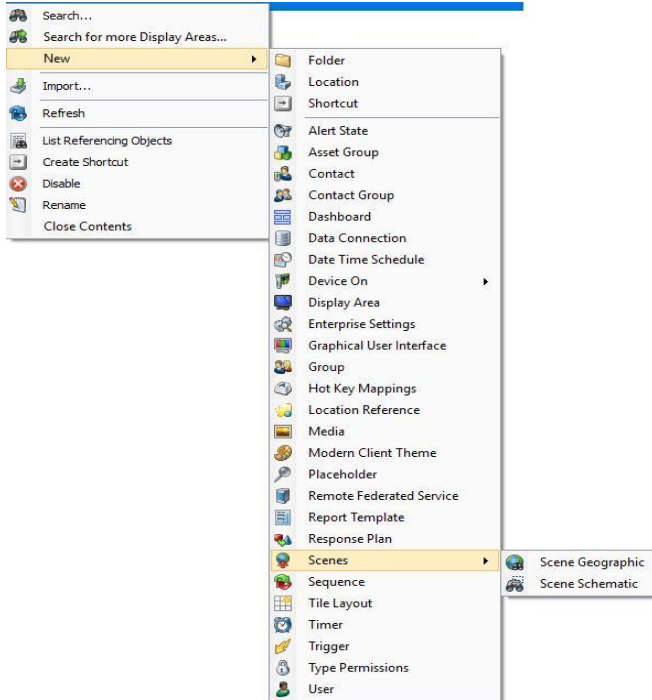 Search...
Search for more Display Areas...
New
Import...
Refresh
List Referencing Objects
Create Shortcut
Disable
Rename
Close Contents
Folder
Location
Shortcut
Alert State
Asset Group
Contact
Contact Group
Dashboard
Data Connection
Date Time Schedule
Device On
Display Area
Enterprise Settings
Graphical User Interface
Group
Hot Key Mappings
Location Reference
Media
Modern Client Theme
Placeholder
Remote Federated Service
Report Template
Response Plan
Scenes
Sequence
Tile Layout
Timer
Trigger
Type Permissions
User
Scene Geographic
Scene Schematic